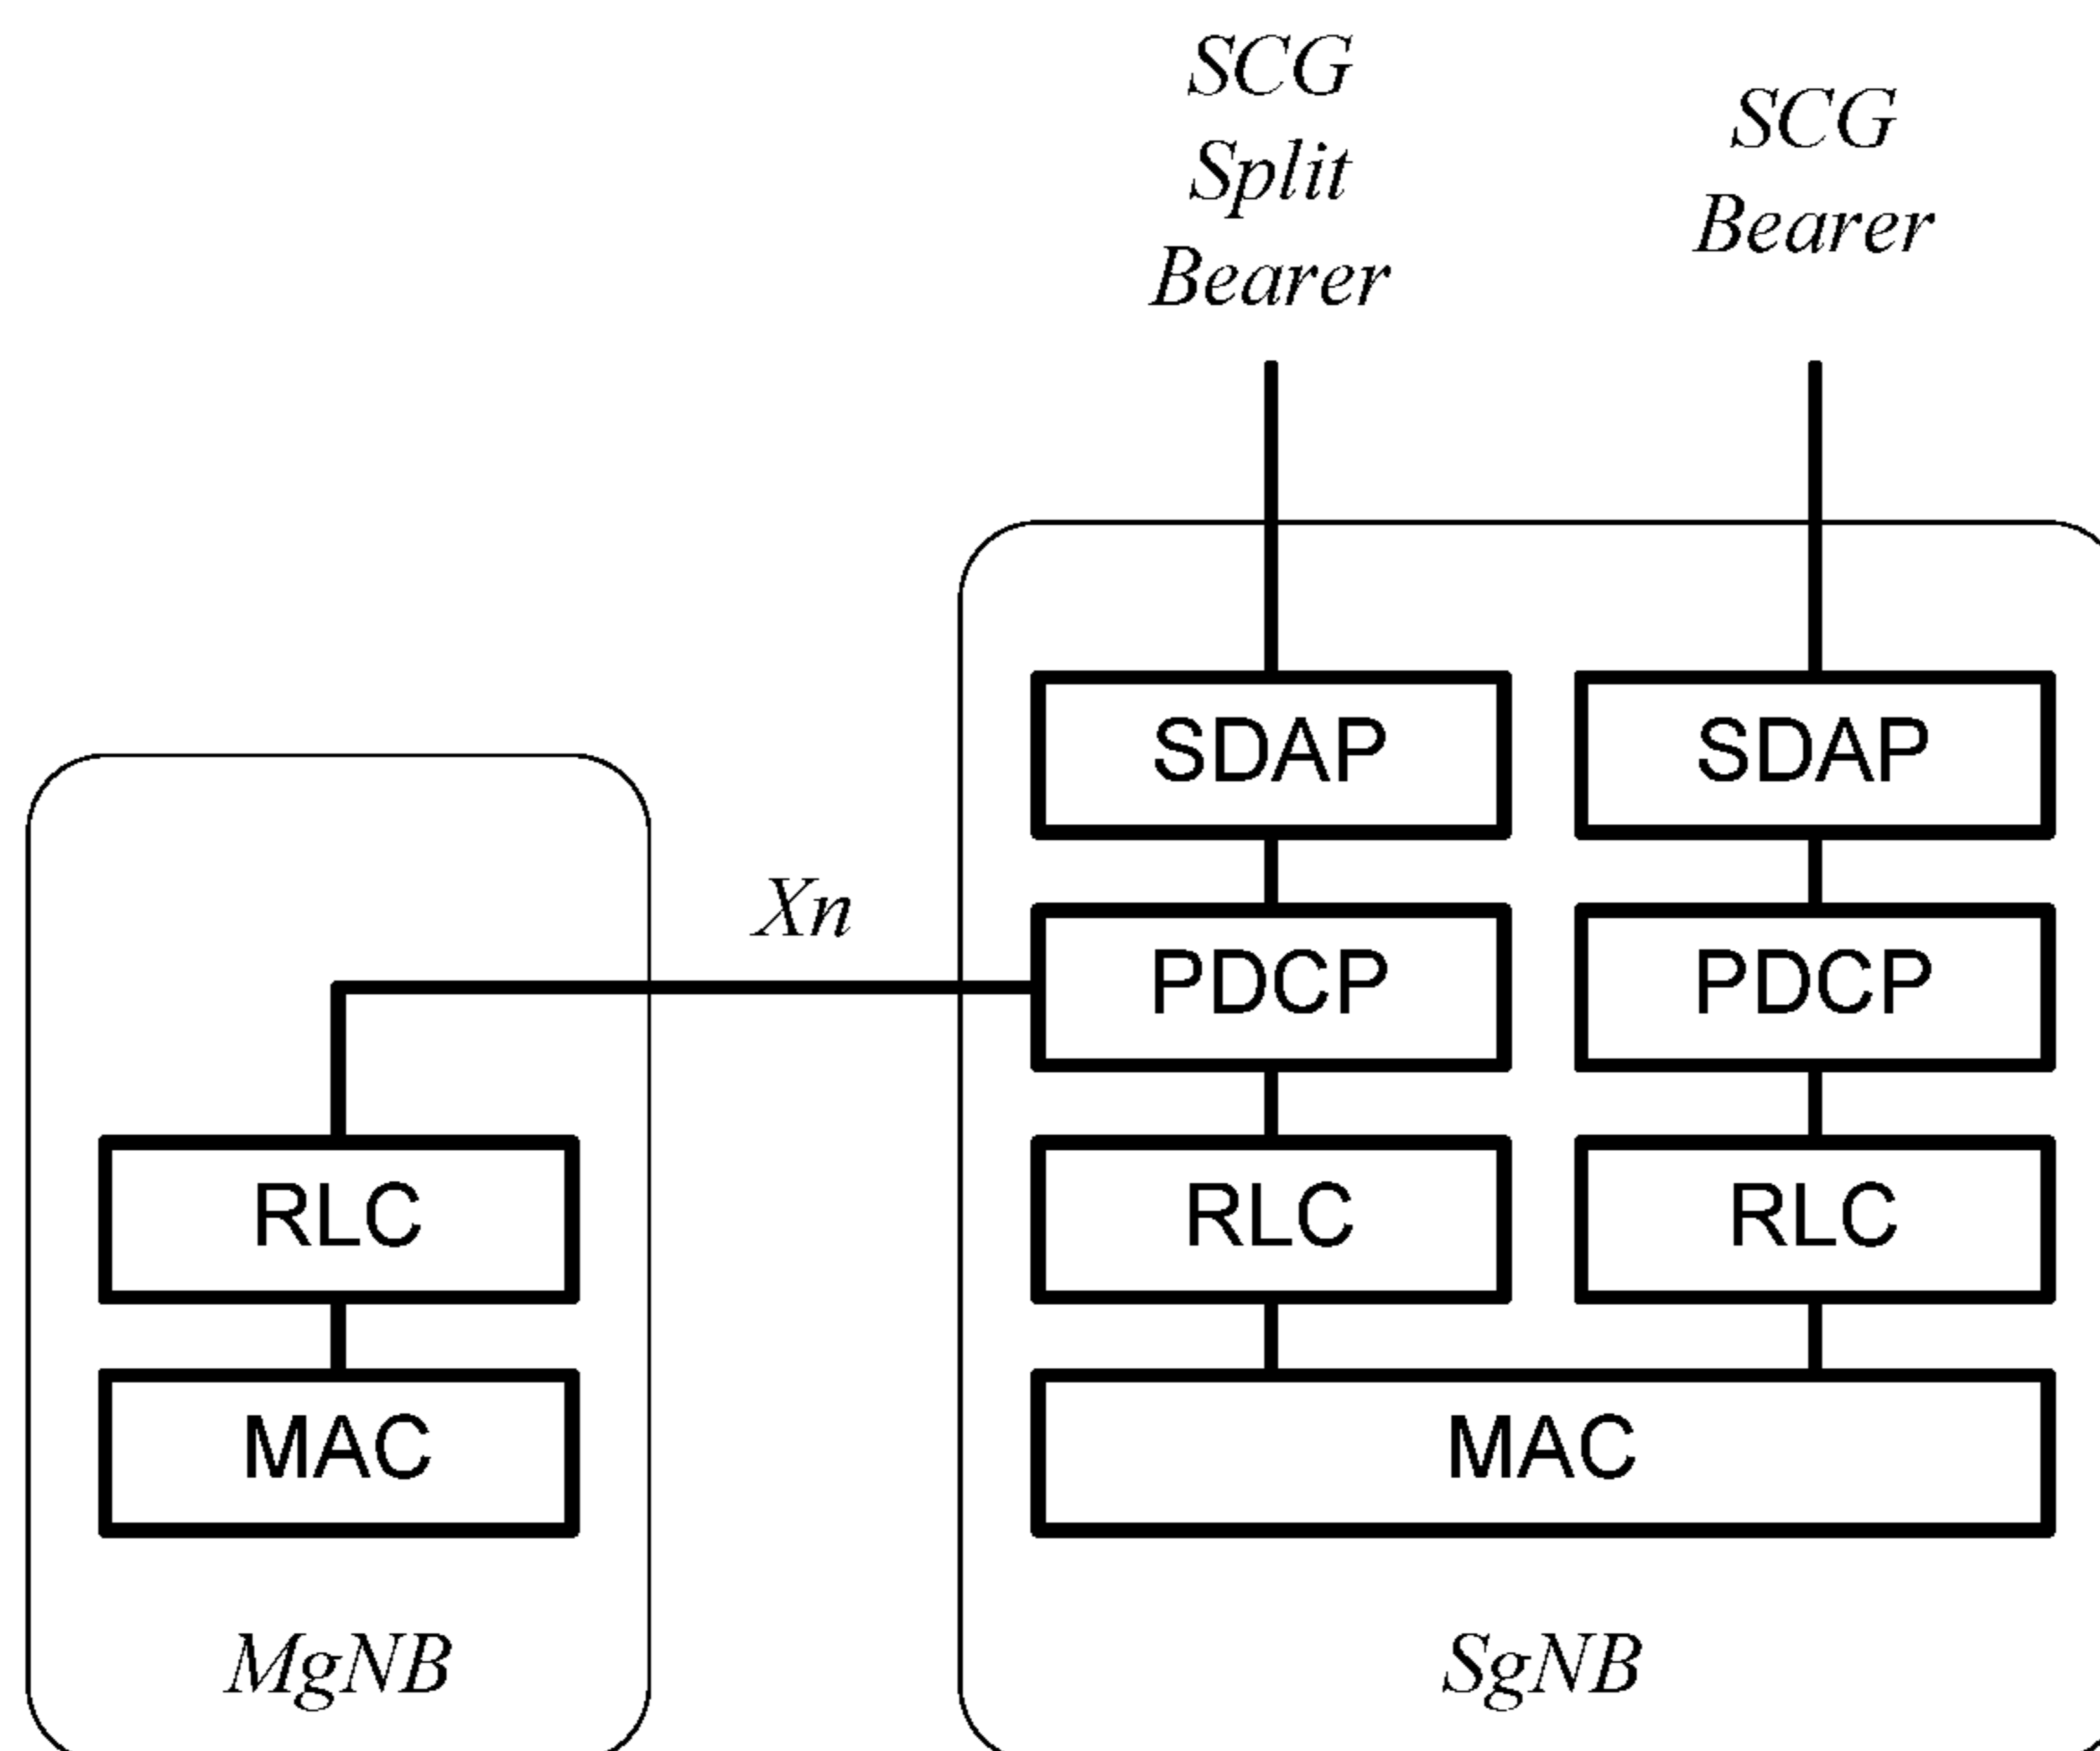 SCG
Split
Bearer
SCG
Bearer
SDAP
SDAP
Xn
PDCP
PDCP
RLC
RLC
RLC
MAC
MAC
MgNB
SgNB